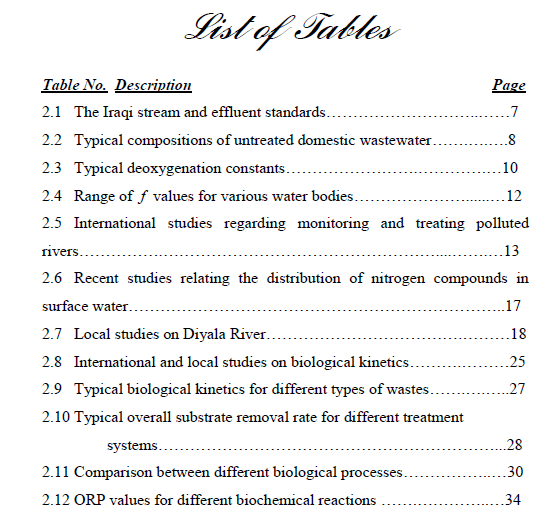 List of Tables
Table No. Description Page
2.1 The Iraqi stream and effluent standards……………………………7
2.2 Typical compositions of untreated domestic wastewater……………8
2.3 Typical deoxygenation constants……………………………………10
2.4 Range of ƒ values for various water bodies…………………......…12
2.5 International studies regarding monitoring and treating polluted
rivers…………………………………………………………………....………13
2.6 Recent studies relating the distribution of nitrogen compounds in
surface water…………………………………………………………………..17
2.7 Local studies on Diyala River………………………………………….18
2.8 International and local studies on biological kinetics………………25
2.9 Typical biological kinetics for different types of wastes……………..27
2.10 Typical overall substrate removal rate for different treatment
systems……………………………………………………………...28
2.11 Comparison between different biological processes…………………30
2.12 ORP values for different biochemical reactions …………………..…34